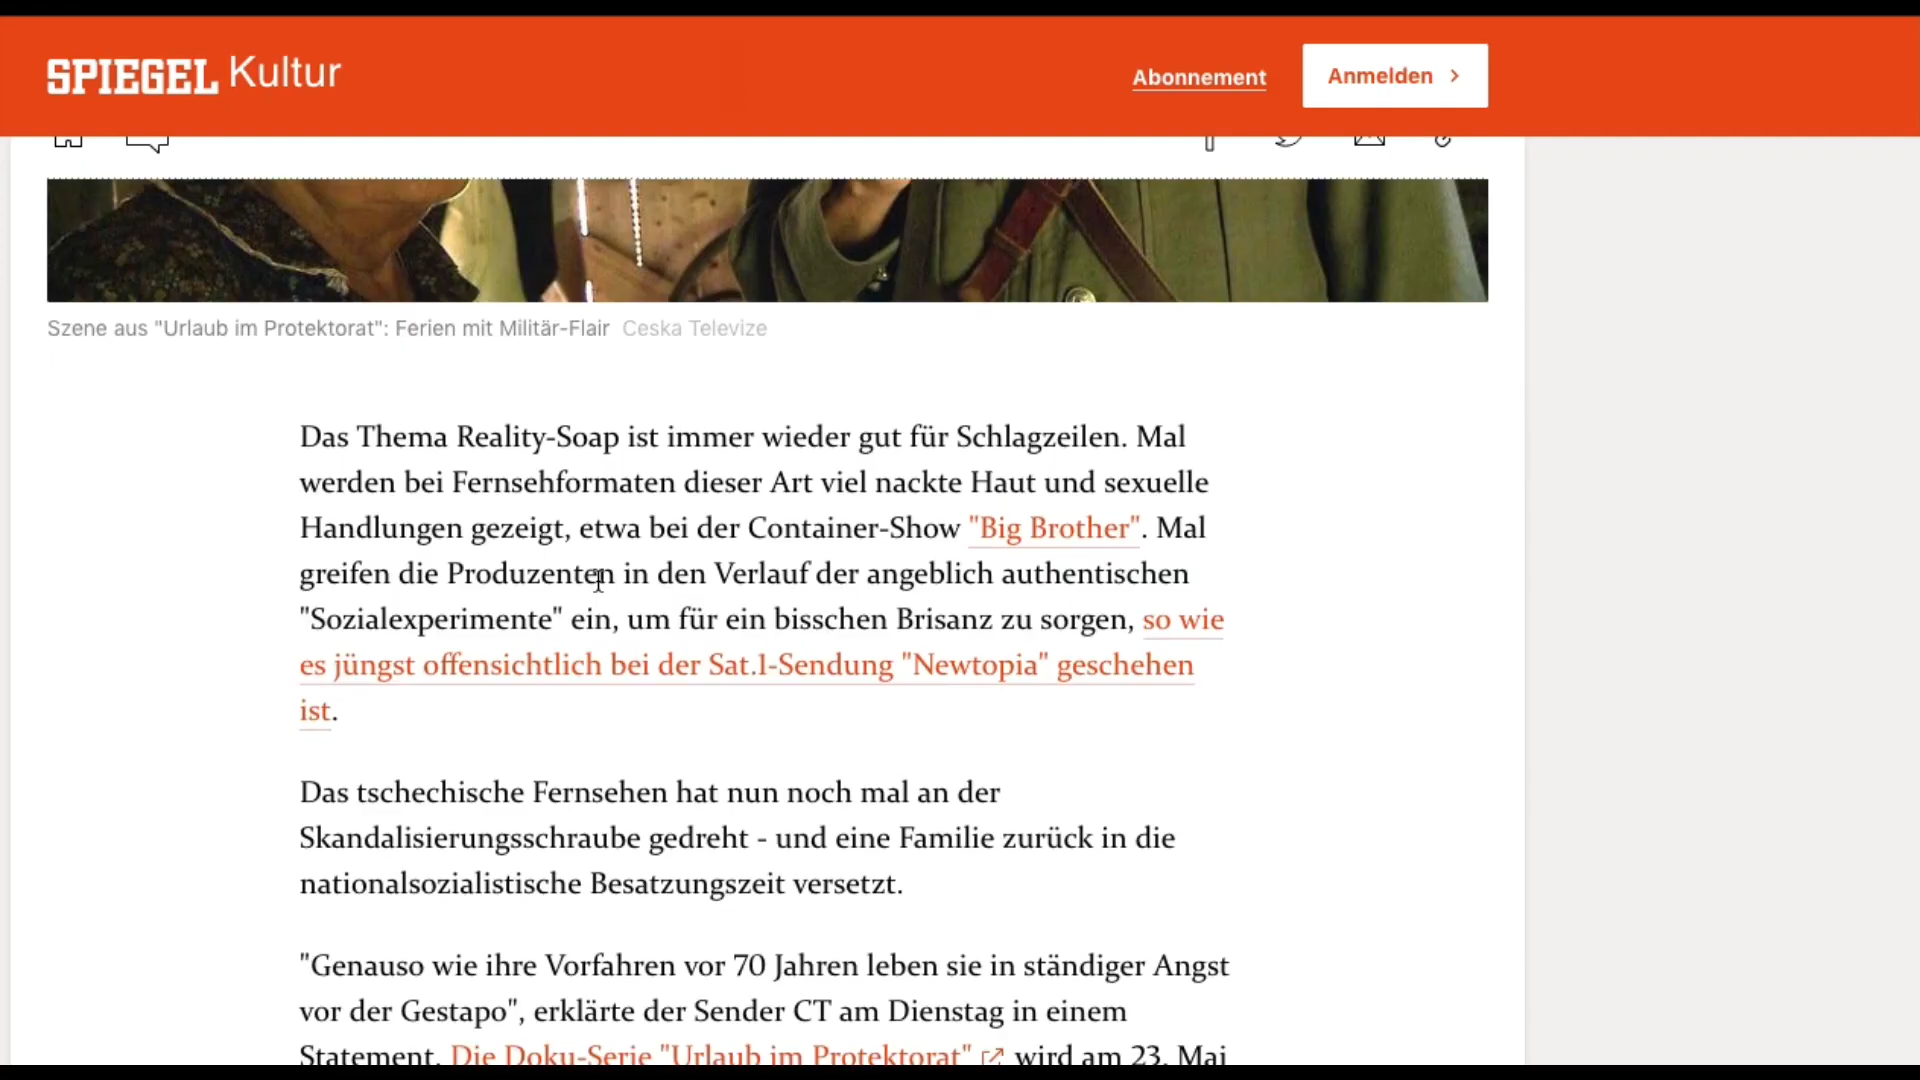 SPIEGEL Kultur
Abonnement
Anmelden
Szene aus "Urlaub im Protektorat": Ferien mit Militär-Flair Ceska Televize
Das Thema Reality-Soap ist immer wieder gut für Schlagzeilen. Mal
werden bei Fernsehformaten dieser Art viel nackte Haut und sexuelle
Handlungen gezeigt, etwa bei der Container-Show "Big Brother". Mal
greifen die Produzenten in den Verlauf der angeblich authentischen
"Sozialexperimente" ein, um für ein bisschen Brisanz zu sorgen, so wie
es jüngst offensichtlich bei der Sat.1-Sendung "Newtopia" geschehen
ist.
Das tschechische Fernsehen hat nun noch mal an der
Skandalisierungsschraube gedreht - und eine Familie zurück in die
nationalsozialistische Besatzungszeit versetzt.
"Genauso wie ihre Vorfahren vor 70 Jahren leben sie in ständiger Angst
vor der Gestapo", erklärte der Sender CT am Dienstag in einem
Statement. Die Doku-Serie "Urlaub im Protektorat" wird am 23. Mai